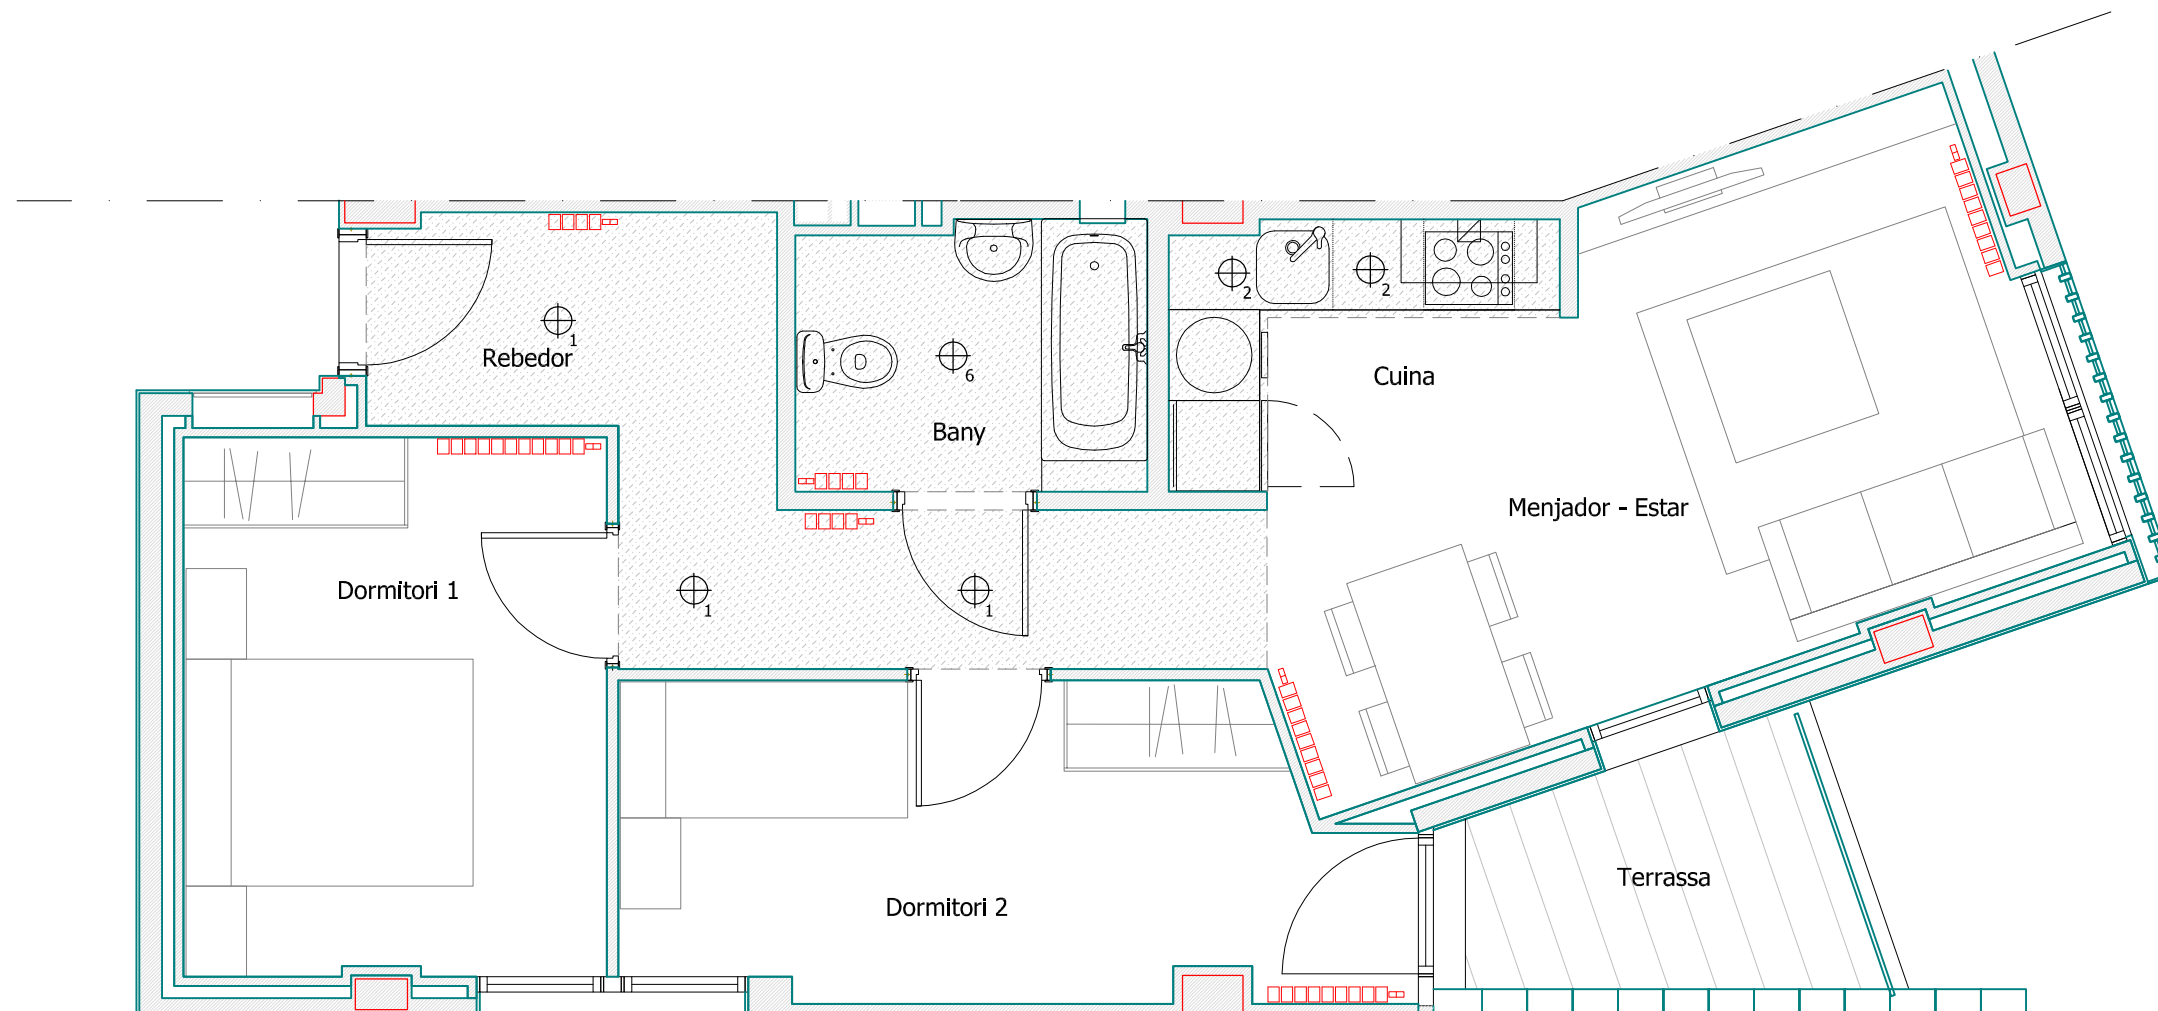 2
2
1
Rebedor
6
Cuina
Bany
Menjador - Estar
Dormitori 1
1
1
Terrassa
Dormitori 2